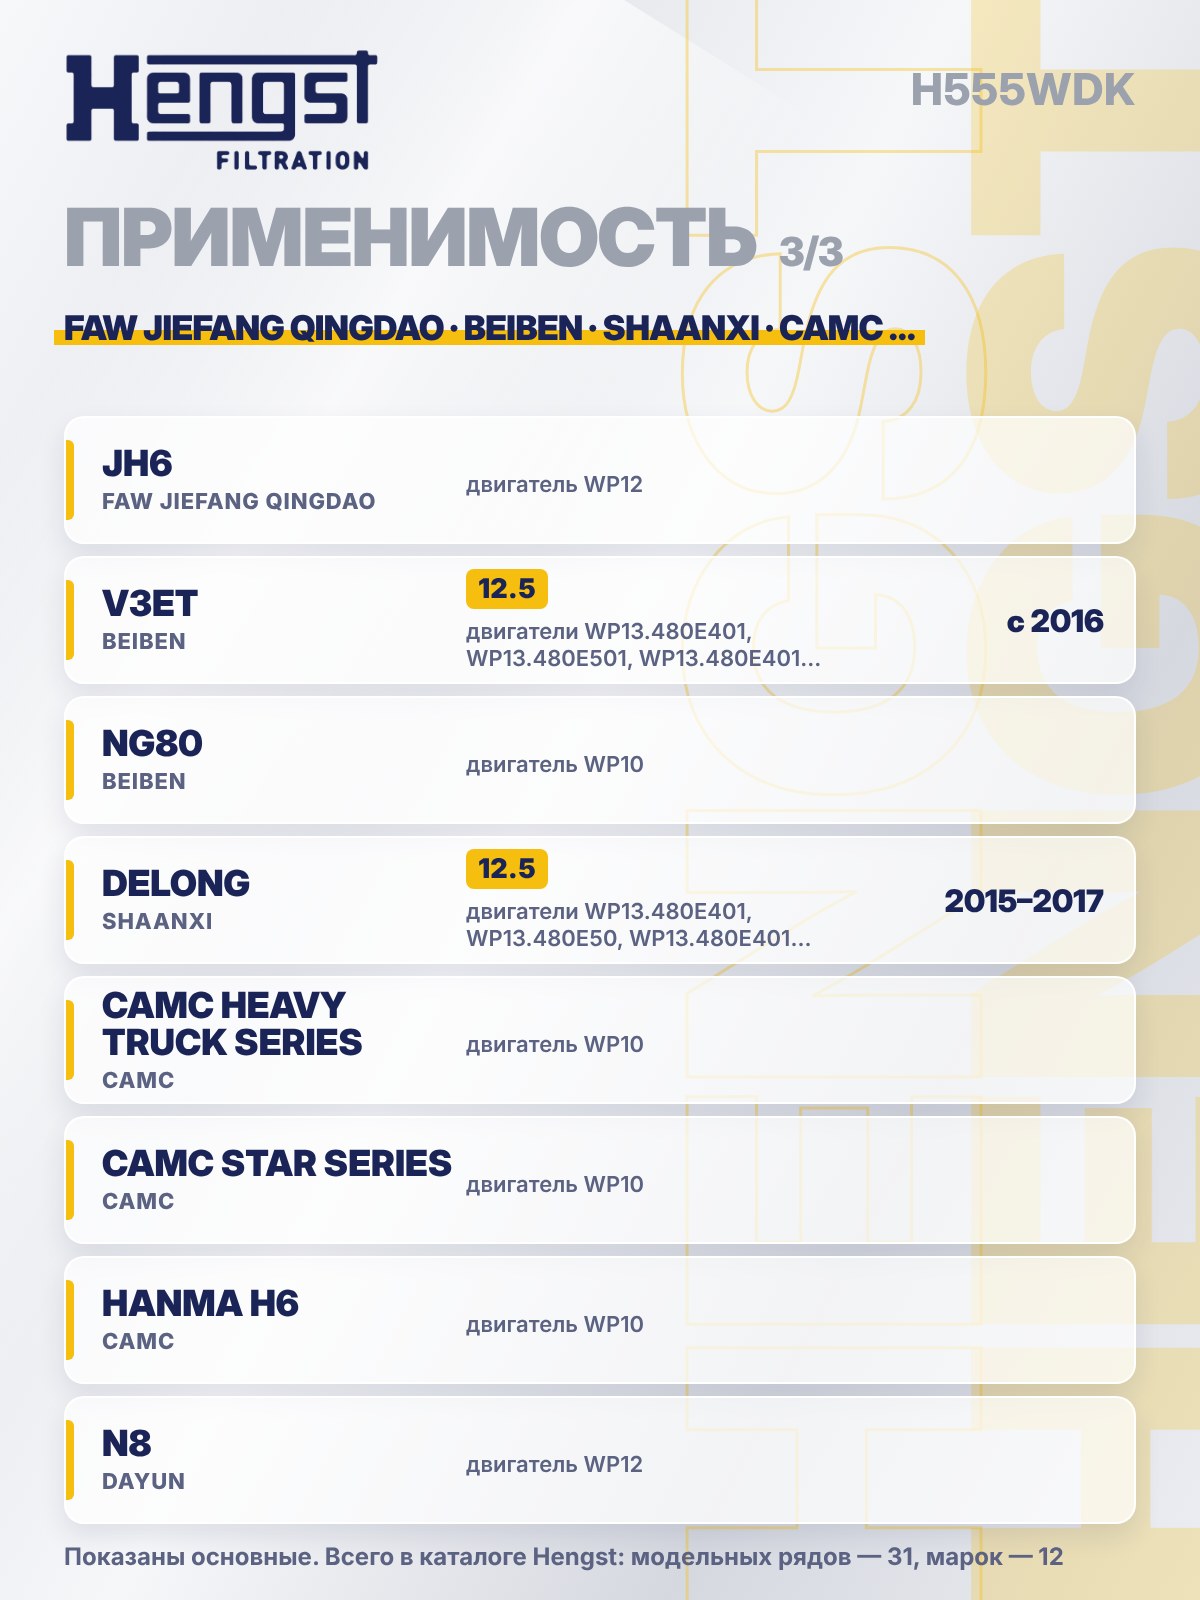 Hengst
FILTRATION
H555WDK
ПРИМЕНИМОСТЬ 3/3
FAW JIEFANG QINGDAO · BEIBEN · SHAANXI · CAMC ...
JH6
FAW JIEFANG QINGDAO
двигатель WP12
V3ET
BEIBEN
12.5
двигатели WP13.480E401,
WP13.480E501, WP13.480E401...
с 2016
NG80
BEIBEN
двигатель WP10
DELONG
SHAANXI
12.5
двигатели WP13.480E401,
WP13.480E50, WP13.480E401...
2015–2017
CAMC HEAVY
TRUCK SERIES
CAMC
двигатель WP10
CAMC STAR SERIES
CAMC
двигатель WP10
HANMA H6
CAMC
двигатель WP10
N8
DAYUN
двигатель WP12
Показаны основные. Всего в каталоге Hengst: модельных рядов — 31, марок — 12
HENGST
HENGST